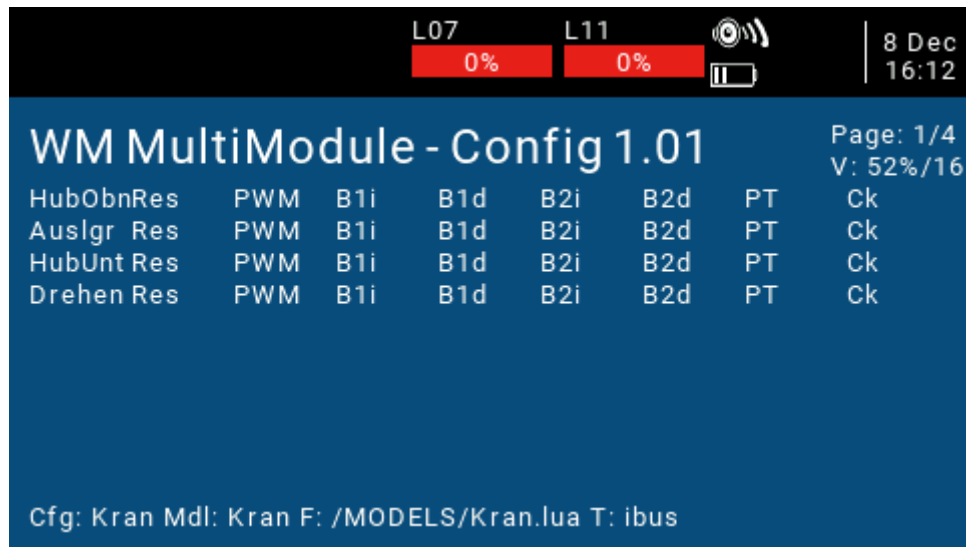 L07 L11
0% 0%
8 Dec
16:12
WM MultiModule - Config 1.01
Page: 1/4
V: 52%/16
HubObnRes PWM B1i B1d B2i B2d PT Ck
Auslgr Res PWM B1i B1d B2i B2d PT Ck
HubUnt Res PWM B1i B1d B2i B2d PT Ck
Drehen Res PWM B1i B1d B2i B2d PT Ck
Cfg: Kran Mdl: Kran F: /MODELS/Kran.lua T: ibus